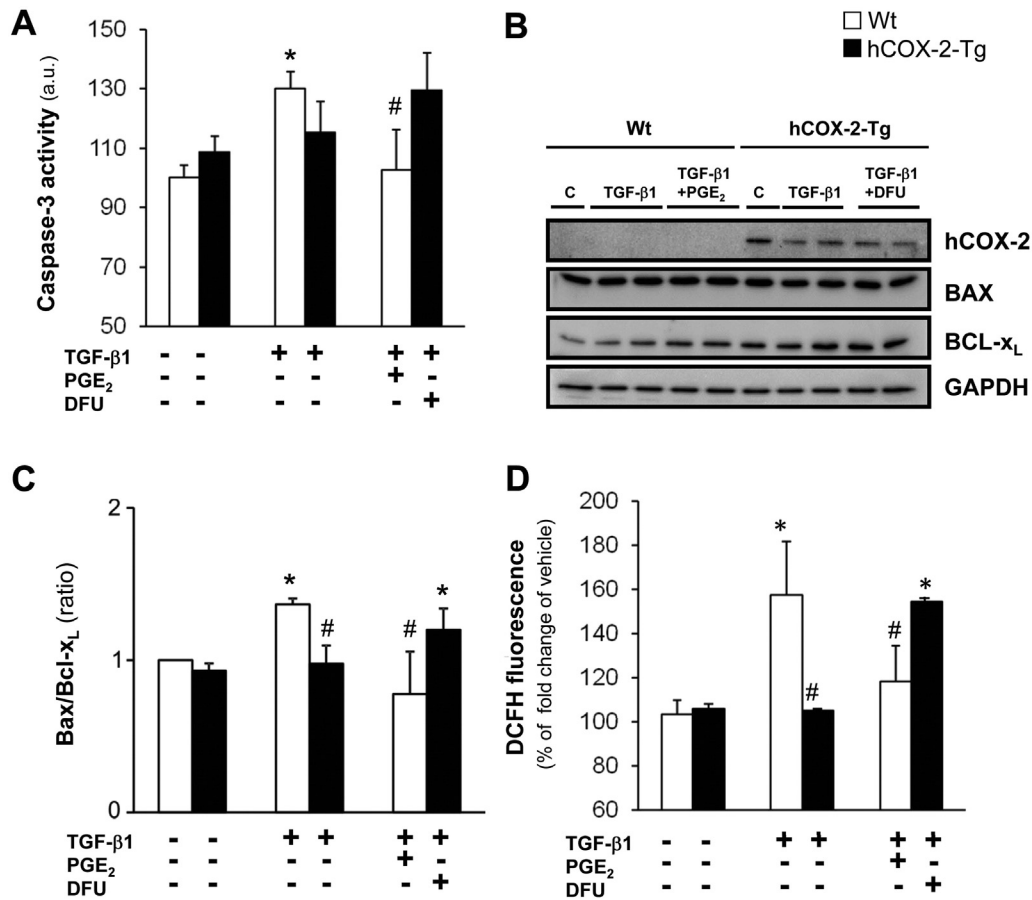 A
Caspase-3 activity (a.u.)
150
130
110
90
70
50
*
#
TGF-β1 - - + + + +
PGE₂ - - - - + -
DFU - - - - - +
B
Wt
hCOX-2-Tg
Wt hCOX-2-Tg
C TGF-β1 TGF-β1 +PGE₂ C TGF-β1 TGF-β1 +DFU
hCOX-2
BAX
BCL-xL
GAPDH
C
Bax/Bcl-xL (ratio)
2
1
0
*
#
#
*
TGF-β1 - - + + + +
PGE₂ - - - - + -
DFU - - - - - +
D
DCFH fluorescence
(% of fold change of vehicle)
200
180
160
140
120
100
80
60
*
#
#
*
TGF-β1 - - + + + +
PGE₂ - - - - + -
DFU - - - - - +